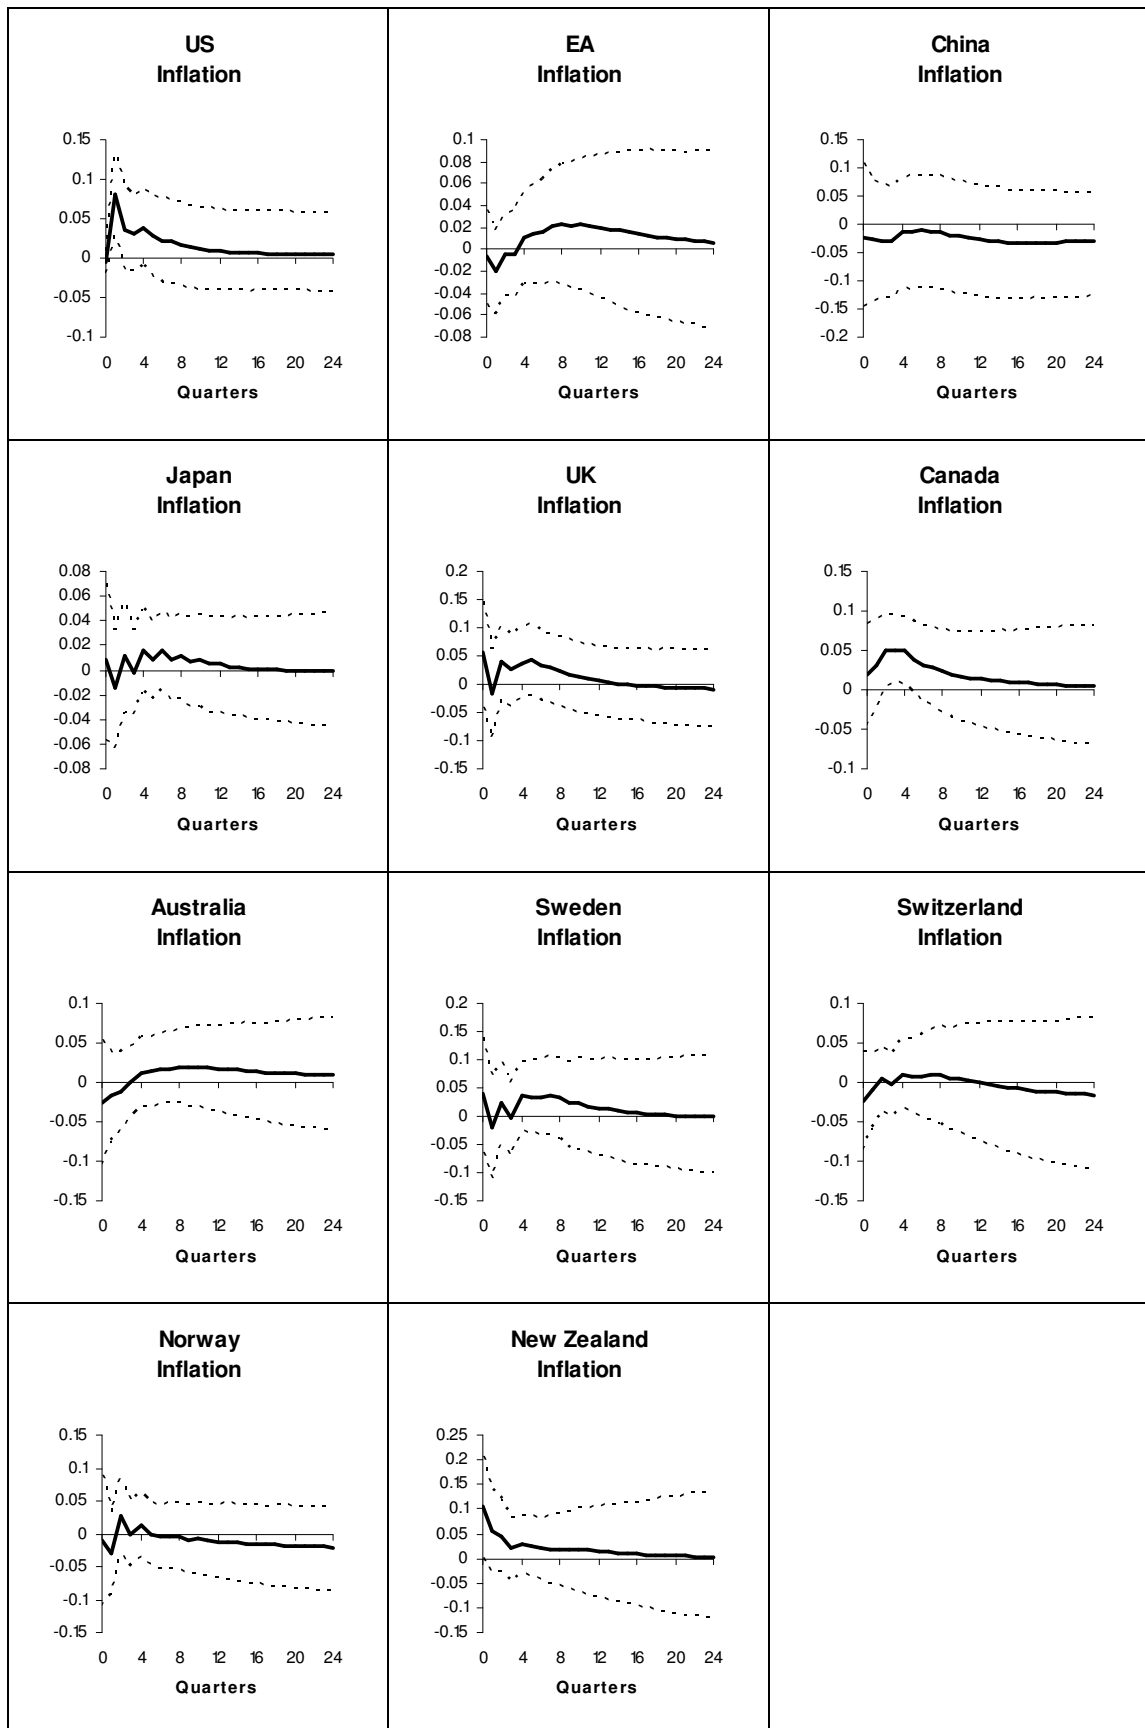 US
Inflation
0.15
0.1
0.05
0
-0.05
-0.1
0 4 8 12 16 20 24
Quarters
EA
Inflation
0.1
0.08
0.06
0.04
0.02
0
-0.02
-0.04
-0.06
-0.08
0 4 8 12 16 20 24
Quarters
China
Inflation
0.15
0.1
0.05
0
-0.05
-0.1
-0.15
-0.2
0 4 8 12 16 20 24
Quarters
Japan
Inflation
0.08
0.06
0.04
0.02
0
-0.02
-0.04
-0.06
-0.08
0 4 8 12 16 20 24
Quarters
UK
Inflation
0.2
0.15
0.1
0.05
0
-0.05
-0.1
-0.15
0 4 8 12 16 20 24
Quarters
Canada
Inflation
0.15
0.1
0.05
0
-0.05
-0.1
0 4 8 12 16 20 24
Quarters
Australia
Inflation
0.1
0.05
0
-0.05
-0.1
-0.15
0 4 8 12 16 20 24
Quarters
Sweden
Inflation
0.2
0.15
0.1
0.05
0
-0.05
-0.1
-0.15
0 4 8 12 16 20 24
Quarters
Switzerland
Inflation
0.1
0.05
0
-0.05
-0.1
-0.15
0 4 8 12 16 20 24
Quarters
Norway
Inflation
0.15
0.1
0.05
0
-0.05
-0.1
-0.15
0 4 8 12 16 20 24
Quarters
New Zealand
Inflation
0.25
0.2
0.15
0.1
0.05
0
-0.05
-0.1
-0.15
0 4 8 12 16 20 24
Quarters